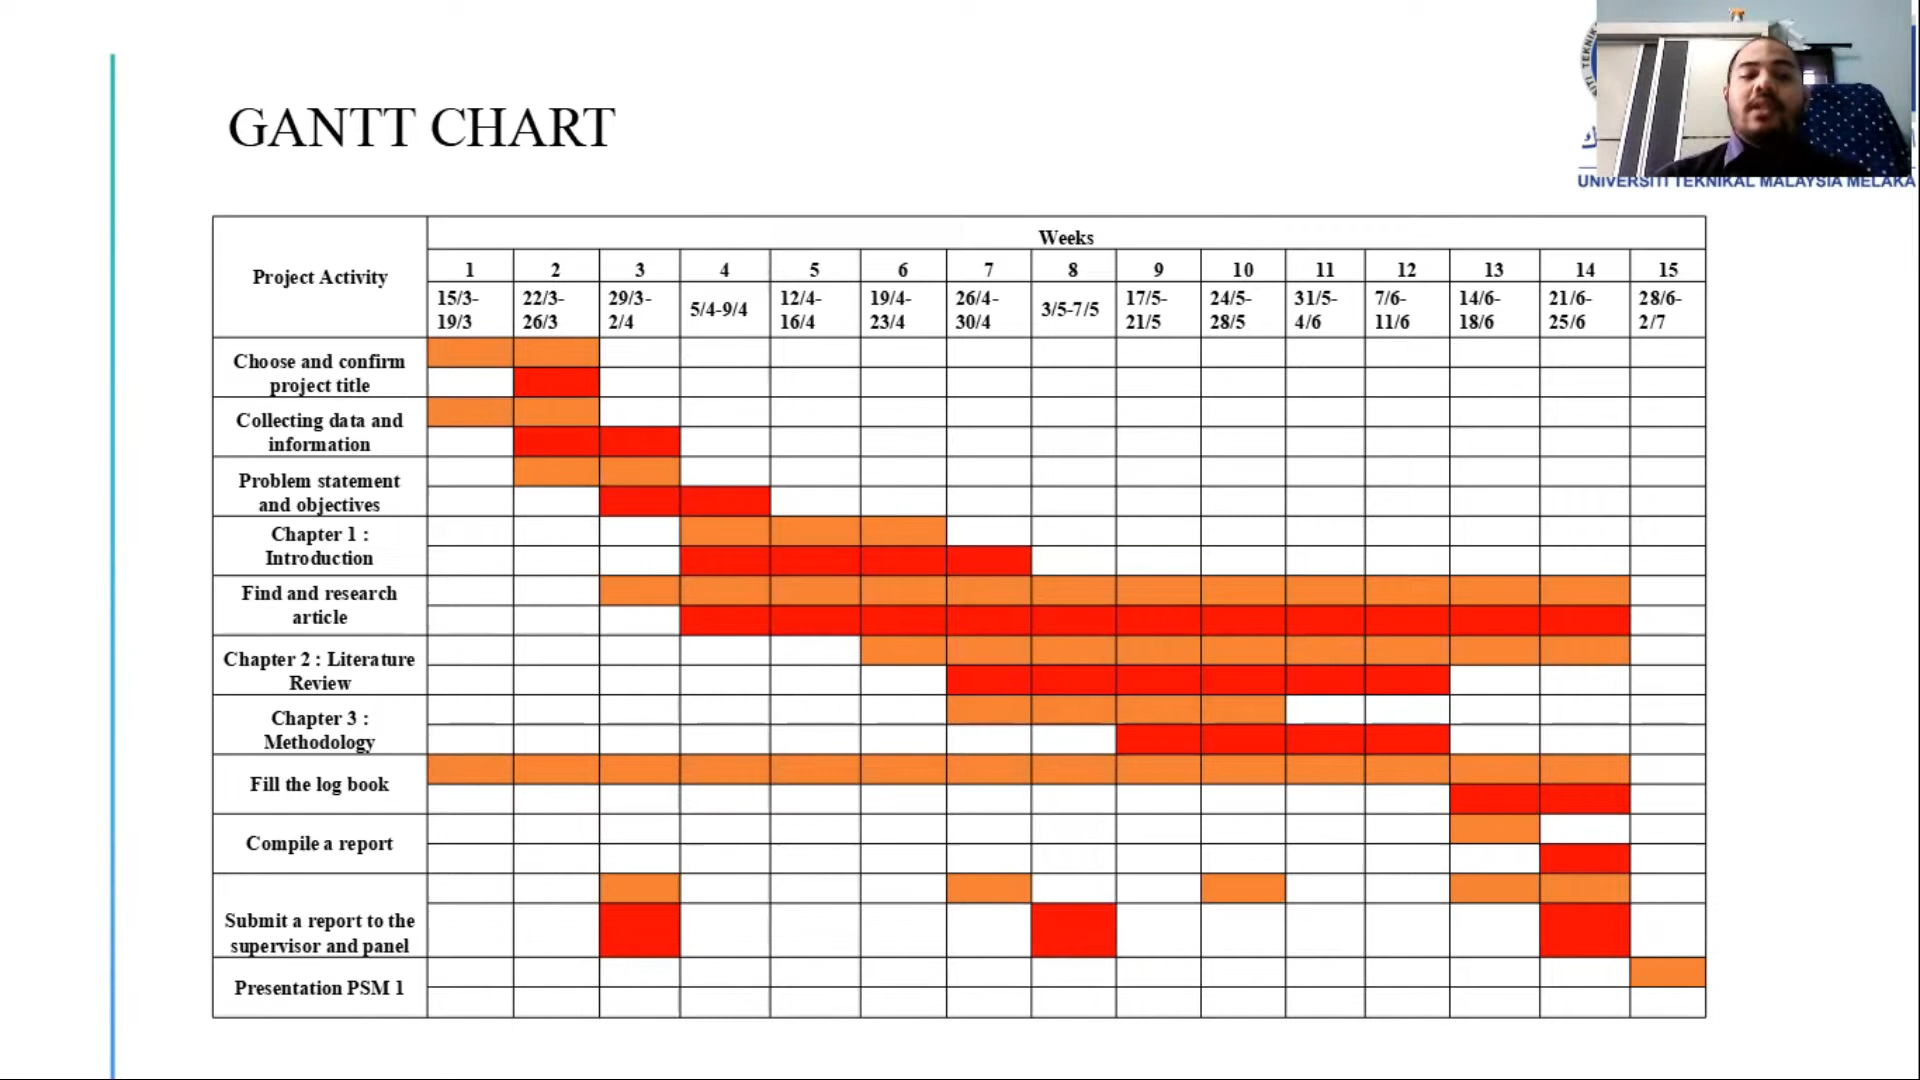 GANTT CHART
UNIVERSITI TEKNIKAL MALAYSIA MELAKA
Project Activity
Weeks
1 2 3 4 5 6 7 8 9 10 11 12 13 14 15
15/3-19/3 22/3-26/3 29/3-2/4 5/4-9/4 12/4-16/4 19/4-23/4 26/4-30/4 3/5-7/5 17/5-21/5 24/5-28/5 31/5-4/6 7/6-11/6 14/6-18/6 21/6-25/6 28/6-2/7
Choose and confirm
project title
Collecting data and
information
Problem statement
and objectives
Chapter 1 :
Introduction
Find and research
article
Chapter 2 : Literature
Review
Chapter 3 :
Methodology
Fill the log book
Compile a report
Submit a report to the
supervisor and panel
Presentation PSM 1